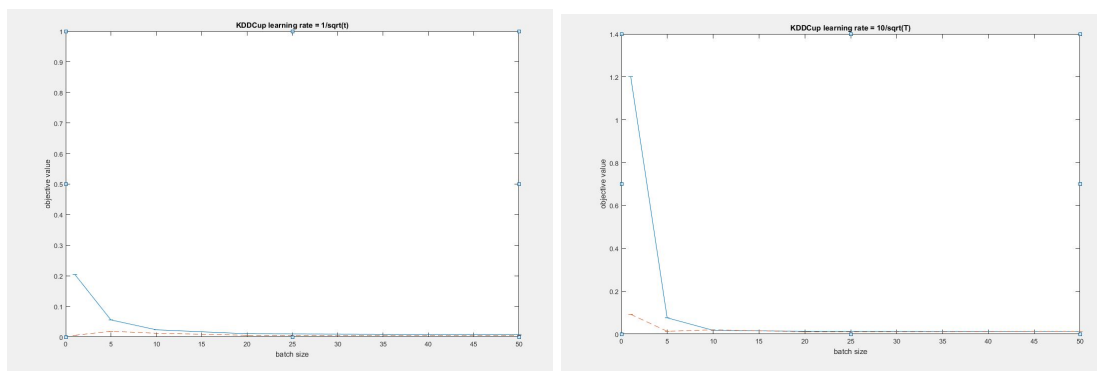 KDDCup learning rate = 1/sqrt(t)
1
0.9
0.8
0.7
0.6
0.5
0.4
0.3
0.2
0.1
0
objective value
0 5 10 15 20 25 30 35 40 45 50
batch size
KDDCup learning rate = 10/sqrt(T)
1.4
1.2
1
0.8
0.6
0.4
0.2
0
objective value
0 5 10 15 20 25 30 35 40 45 50
batch size